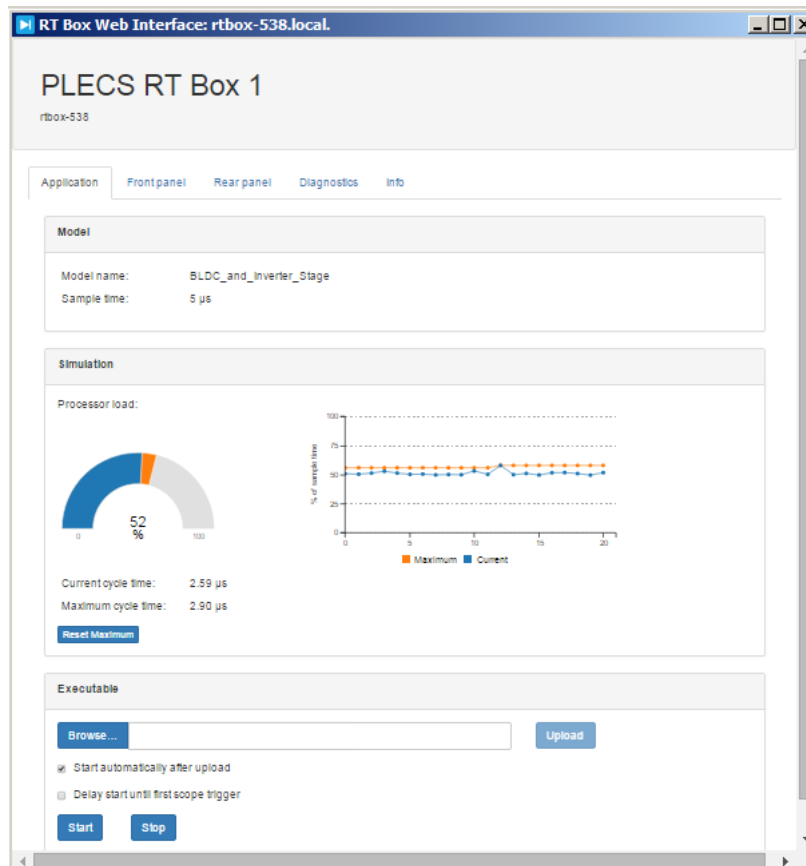 RT Box Web Interface: rtbox-538.local.
PLECS RT Box 1
rtbox-538
Application Front panel Rear panel Diagnostics Info
Model
Model name: BLDC_and_Inverter_Stage
Sample time: 5 µs
Simulation
Processor load:
52
%
0 100
% of sample time
100
75
50
25
0
0 5 10 15 20
Maximum Current
Current cycle time: 2.59 µs
Maximum cycle time: 2.90 µs
Reset Maximum
Executable
Browse... Upload
Start automatically after upload
Delay start until first scope trigger
Start Stop